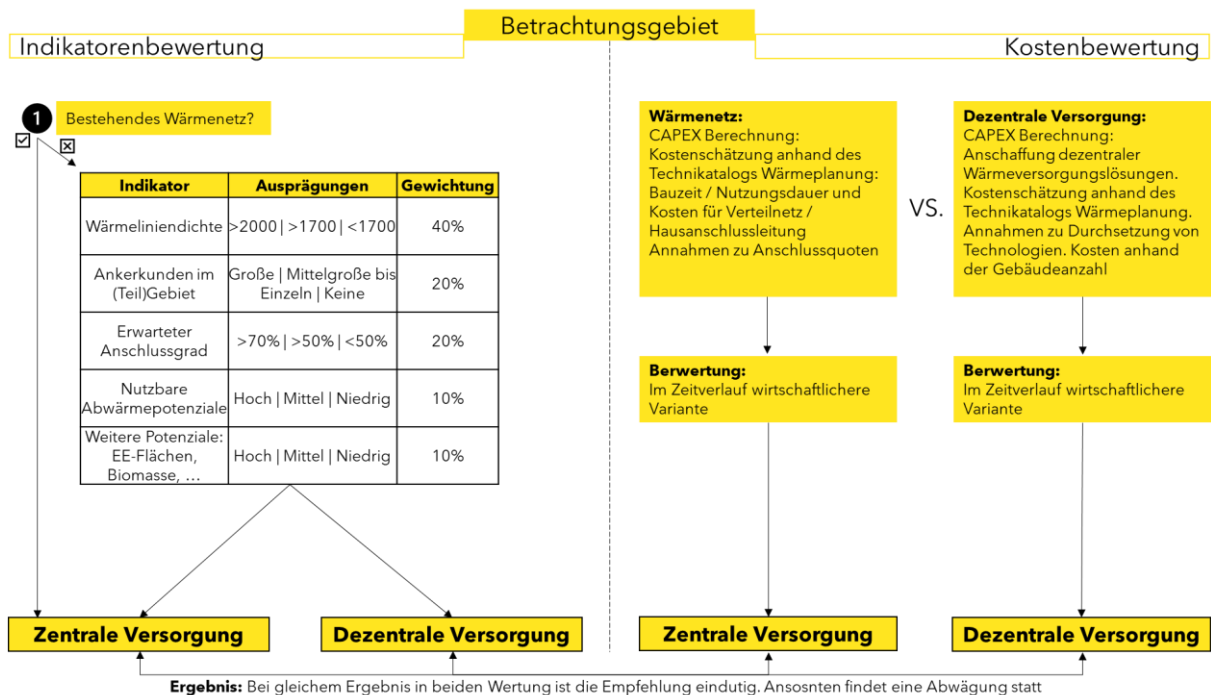 Betrachtungsgebiet
Indikatorenbewertung
Kostenbewertung
1
Bestehendes Wärmenetz?
Indikator Ausprägungen Gewichtung
Wärmeliniendichte >2000 | >1700 | <1700 40%
Ankerkunden im
(Teil)Gebiet
Große | Mittelgroße bis
Einzeln | Keine
20%
Erwarteter
Anschlussgrad
>70% | >50% | <50%
20%
Nutzbare
Abwärmepotenziale
Hoch | Mittel | Niedrig
10%
Weitere Potenziale:
EE-Flächen,
Biomasse, ...
Hoch | Mittel | Niedrig
10%
Wärmenetz:
CAPEX Berechnung:
Kostenschätzung anhand des
Technikatalogs Wärmeplanung:
Bauzeit / Nutzungsdauer und
Kosten für Verteilnetz /
Hausanschlussleitung
Annahmen zu Anschlussquoten
VS.
Dezentrale Versorgung:
CAPEX Berechnung:
Anschaffung dezentraler
Wärmeversorgungslösungen.
Kostenschätzung anhand des
Technikatalogs Wärmeplanung.
Annahmen zu Durchsetzung von
Technologien. Kosten anhand
der Gebäudeanzahl
Berwertung:
Im Zeitverlauf wirtschaftlichere
Variante
Berwertung:
Im Zeitverlauf wirtschaftlichere
Variante
Zentrale Versorgung
Dezentrale Versorgung
Zentrale Versorgung
Dezentrale Versorgung
Ergebnis: Bei gleichem Ergebnis in beiden Wertung ist die Empfehlung eindutig. Ansosnten findet eine Abwägung statt